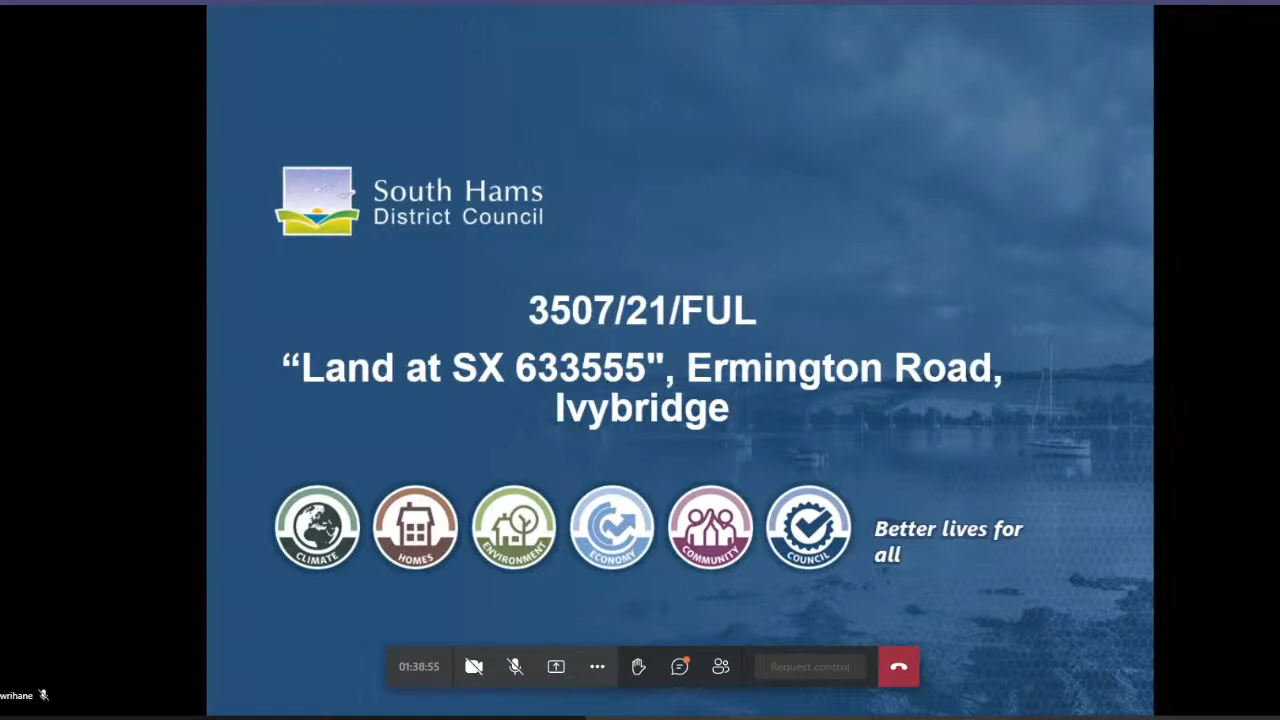 South Hams
District Council
3507/21/FUL
“Land at SX 633555", Ermington Road,
Ivybridge
CLIMATE
HOMES
ENVIRONMENT
ECONOMY
COMMUNITY
COUNCIL
Better lives for
all
01:38:55
Request control
wrihane